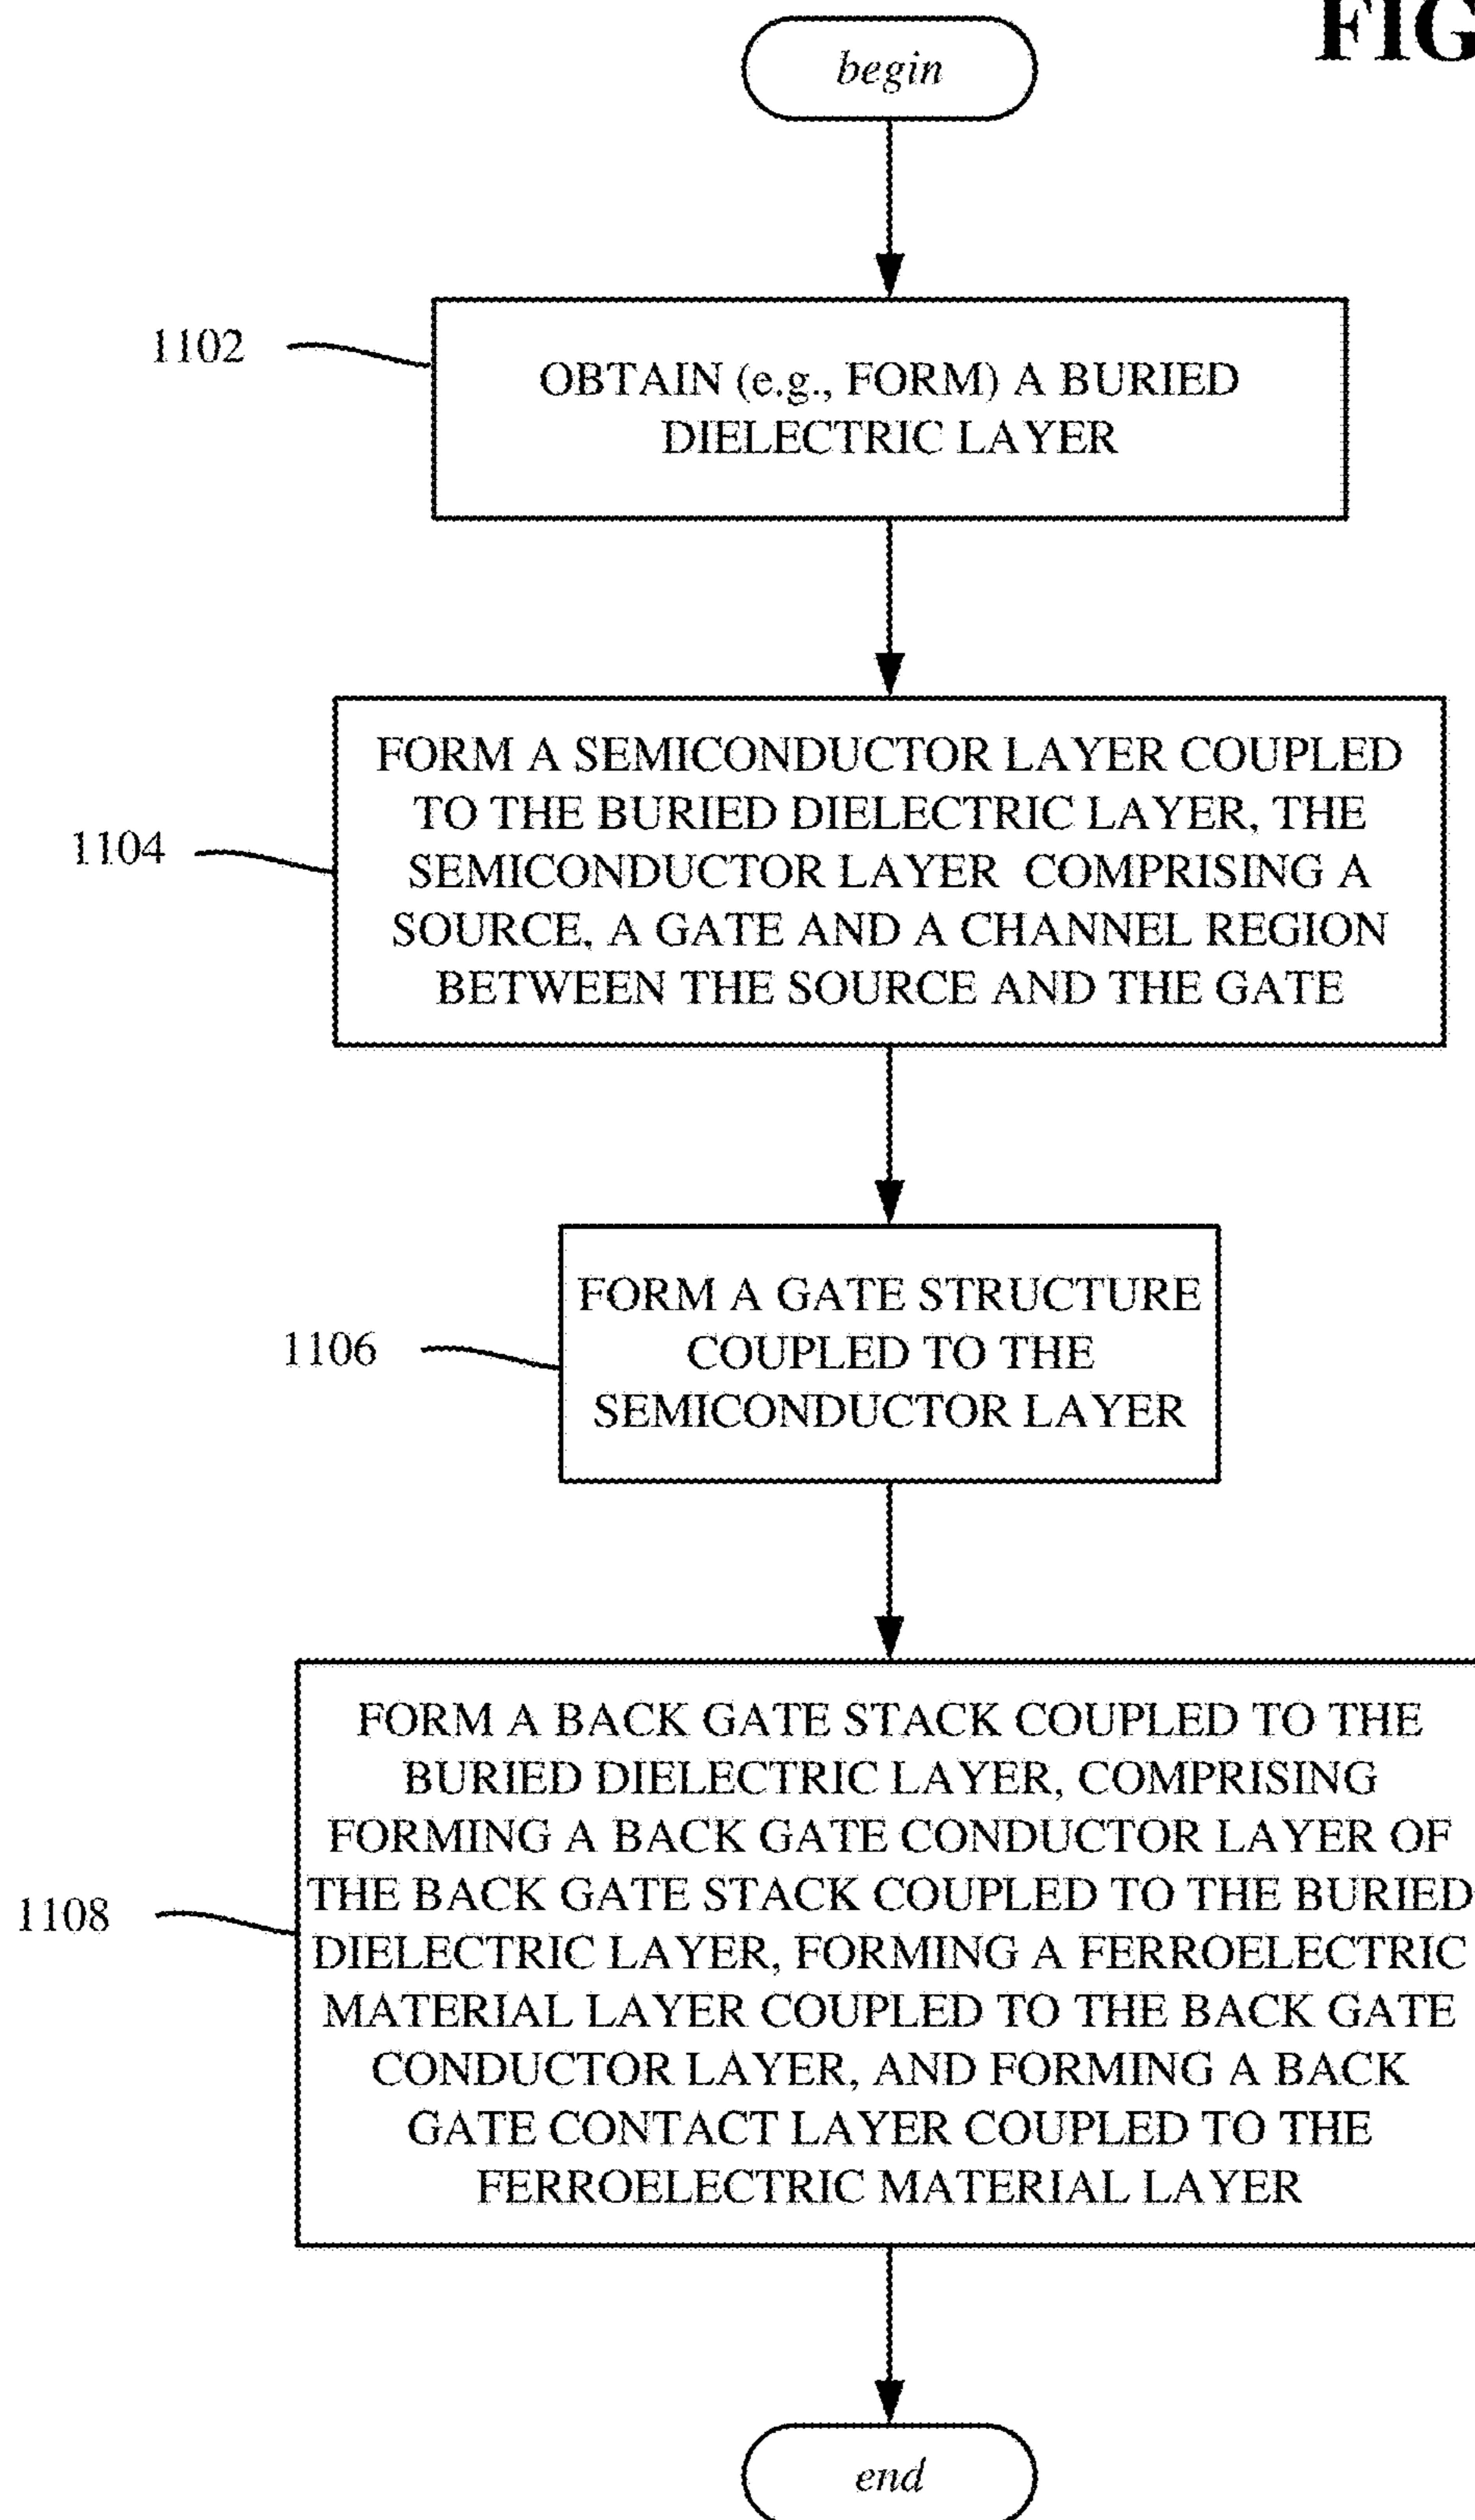 FIG
begin
1102
OBTAIN (e.g., FORM) A BURIED
DIELECTRIC LAYER
1104
FORM A SEMICONDUCTOR LAYER COUPLED
TO THE BURIED DIELECTRIC LAYER, THE
SEMICONDUCTOR LAYER COMPRISING A
SOURCE, A GATE AND A CHANNEL REGION
BETWEEN THE SOURCE AND THE GATE
1106
FORM A GATE STRUCTURE
COUPLED TO THE
SEMICONDUCTOR LAYER
1108
FORM A BACK GATE STACK COUPLED TO THE
BURIED DIELECTRIC LAYER, COMPRISING
FORMING A BACK GATE CONDUCTOR LAYER OF
THE BACK GATE STACK COUPLED TO THE BURIED
DIELECTRIC LAYER, FORMING A FERROELECTRIC
MATERIAL LAYER COUPLED TO THE BACK GATE
CONDUCTOR LAYER, AND FORMING A BACK
GATE CONTACT LAYER COUPLED TO THE
FERROELECTRIC MATERIAL LAYER
end